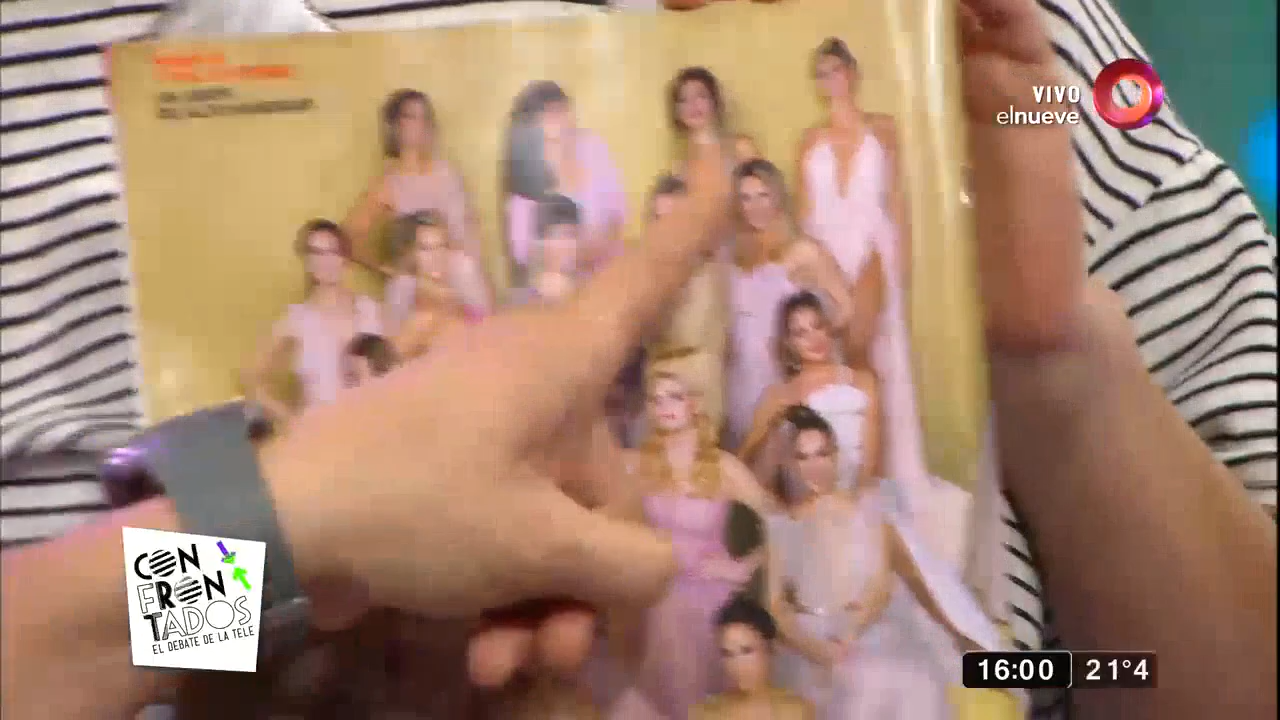 VIVO
elnueve
CON
FRON
TADOS
EL DEBATE DE LA TELE
16:00
21°4